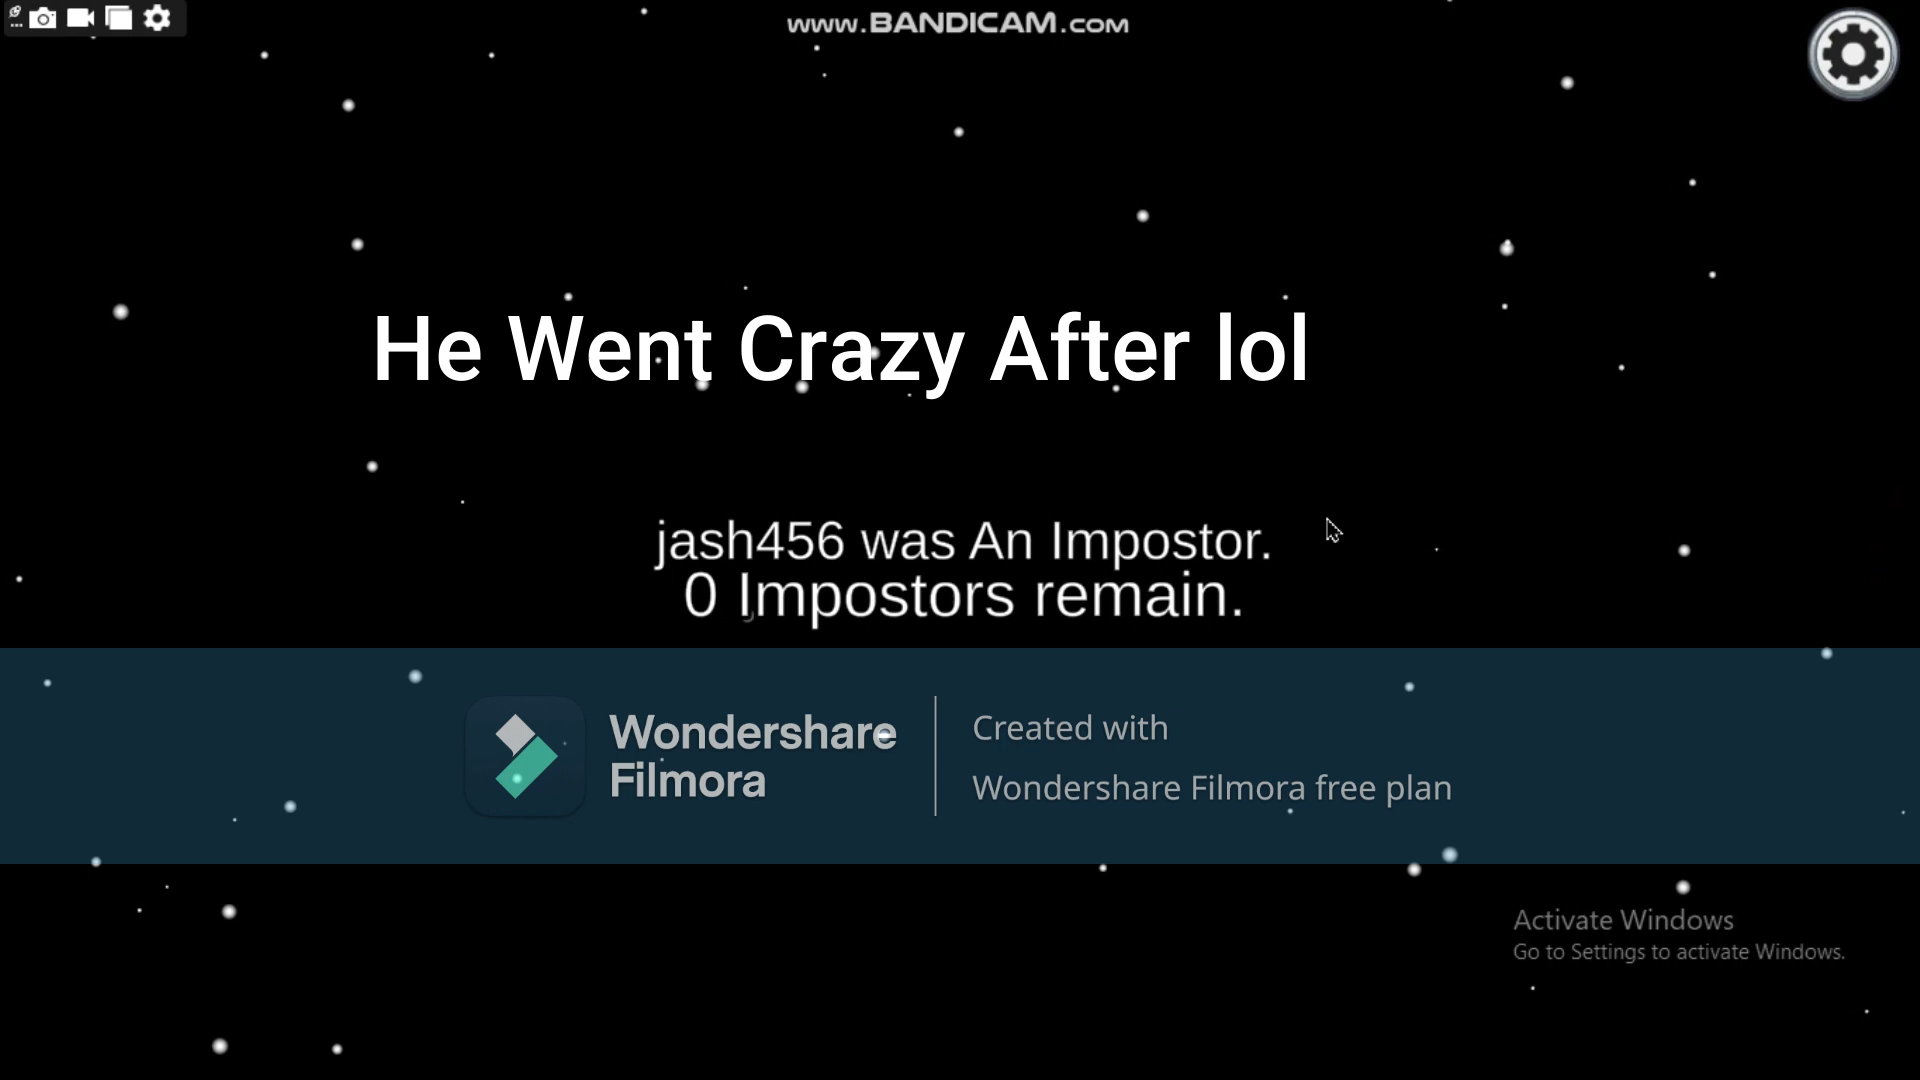 www.BANDICAM.com
He Went Crazy After lol
jash456 was An Impostor.
0 Impostors remain.
Wondershare
Filmora
Created with
Wondershare Filmora free plan
Activate Windows
Go to Settings to activate Windows.